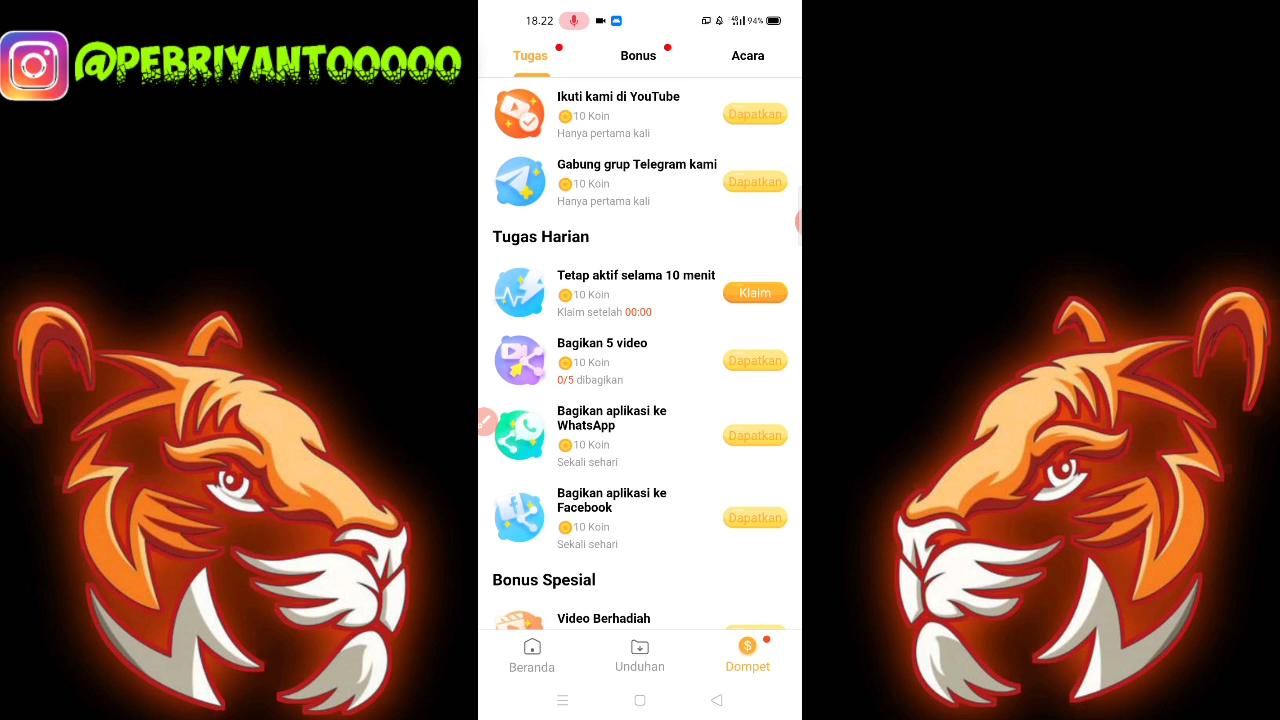 @PEBRIYANTOOOOO
18.22
94%
Tugas
Bonus
Acara
Ikuti kami di YouTube
10 Koin
Hanya pertama kali
Dapatkan
Gabung grup Telegram kami
10 Koin
Hanya pertama kali
Dapatkan
Tugas Harian
Tetap aktif selama 10 menit
10 Koin
Klaim setelah 00:00
Klaim
Bagikan 5 video
10 Koin
0/5 dibagikan
Dapatkan
Bagikan aplikasi ke
WhatsApp
10 Koin
Sekali sehari
Dapatkan
Bagikan aplikasi ke
Facebook
10 Koin
Sekali sehari
Dapatkan
Bonus Spesial
Video Berhadiah
Beranda
Unduhan
Dompet